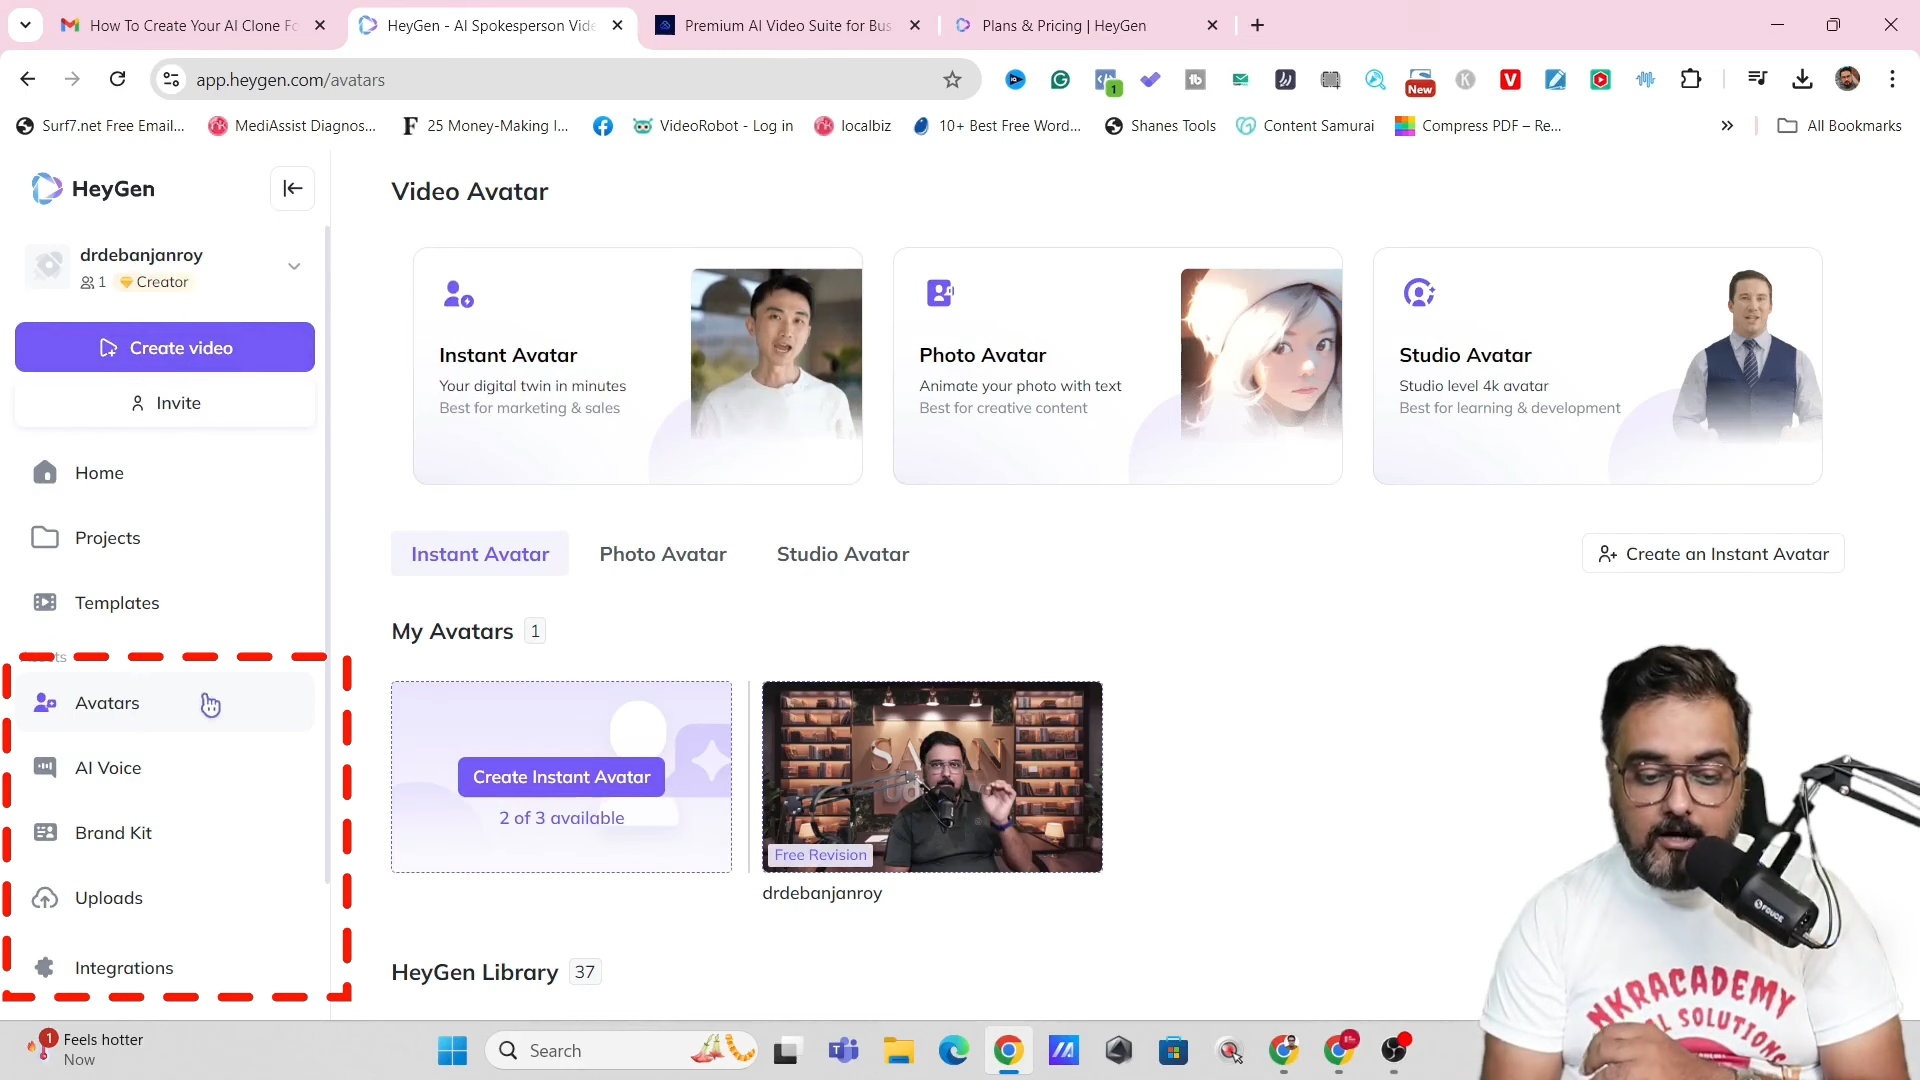 How To Create Your AI Clone Fo
HeyGen - AI Spokesperson Vide
Premium AI Video Suite for Bus
Plans & Pricing | HeyGen
app.heygen.com/avatars
1
New
Surf7.net Free Email...
MediAssist Diagnos...
25 Money-Making I...
VideoRobot - Log in
localbiz
10+ Best Free Word...
Shanes Tools
Content Samurai
Compress PDF – Re...
All Bookmarks
HeyGen
drdebanjanroy
1 Creator
Create video
Invite
Home
Projects
Templates
Avatars
AI Voice
Brand Kit
Uploads
Integrations
Video Avatar
Instant Avatar
Your digital twin in minutes
Best for marketing & sales
Photo Avatar
Animate your photo with text
Best for creative content
Studio Avatar
Studio level 4k avatar
Best for learning & development
Instant Avatar
Photo Avatar
Studio Avatar
Create an Instant Avatar
My Avatars 1
Create Instant Avatar
2 of 3 available
Free Revision
drdebanjanroy
HeyGen Library 37
FDUCE
NKRACADEMY
1
Feels hotter
Now
Search